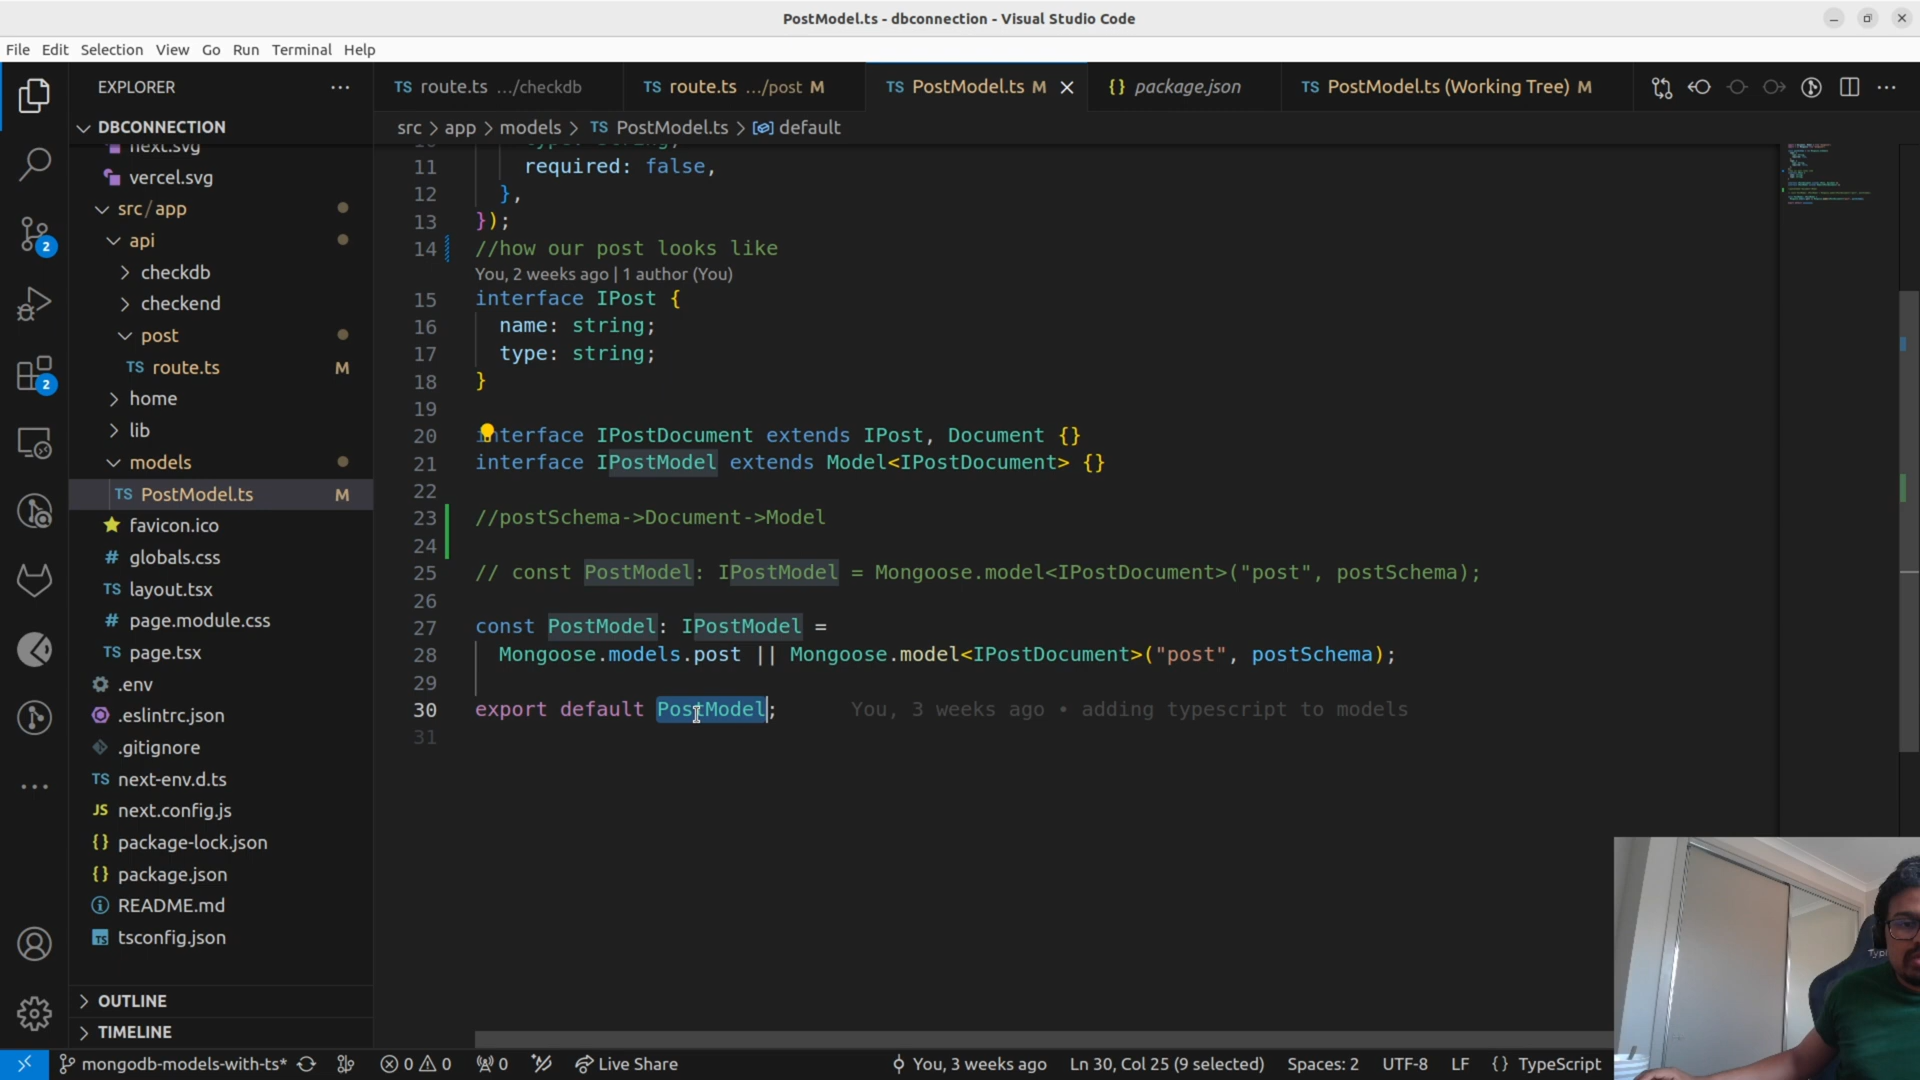 PostModel.ts - dbconnection - Visual Studio Code
File Edit Selection View Go Run Terminal Help
EXPLORER
DBCONNECTION
next.svg
vercel.svg
src/app
api
checkdb
checkend
post
TS route.ts M
home
lib
models
TS PostModel.ts M
favicon.ico
# globals.css
TS layout.tsx
# page.module.css
TS page.tsx
.env
.eslintrc.json
.gitignore
TS next-env.d.ts
JS next.config.js
{} package-lock.json
{} package.json
README.md
TS tsconfig.json
OUTLINE
TIMELINE
2
2
TS route.ts .../checkdb
TS route.ts .../post M
TS PostModel.ts M
{} package.json
TS PostModel.ts (Working Tree) M
src > app > models > TS PostModel.ts > default
10 type: String,
11 required: false,
12 },
13 });
14 //how our post looks like
You, 2 weeks ago | 1 author (You)
15 interface IPost {
16 name: string;
17 type: string;
18 }
19
20 interface IPostDocument extends IPost, Document {}
21 interface IPostModel extends Model<IPostDocument> {}
22
23 //postSchema->Document->Model
24
25 // const PostModel: IPostModel = Mongoose.model<IPostDocument>("post", postSchema);
26
27 const PostModel: IPostModel =
28 Mongoose.models.post || Mongoose.model<IPostDocument>("post", postSchema);
29
30 export default PostModel; You, 3 weeks ago • adding typescript to models
31
mongodb-models-with-ts* 0 0 0 Live Share You, 3 weeks ago Ln 30, Col 25 (9 selected) Spaces: 2 UTF-8 LF {} TypeScript